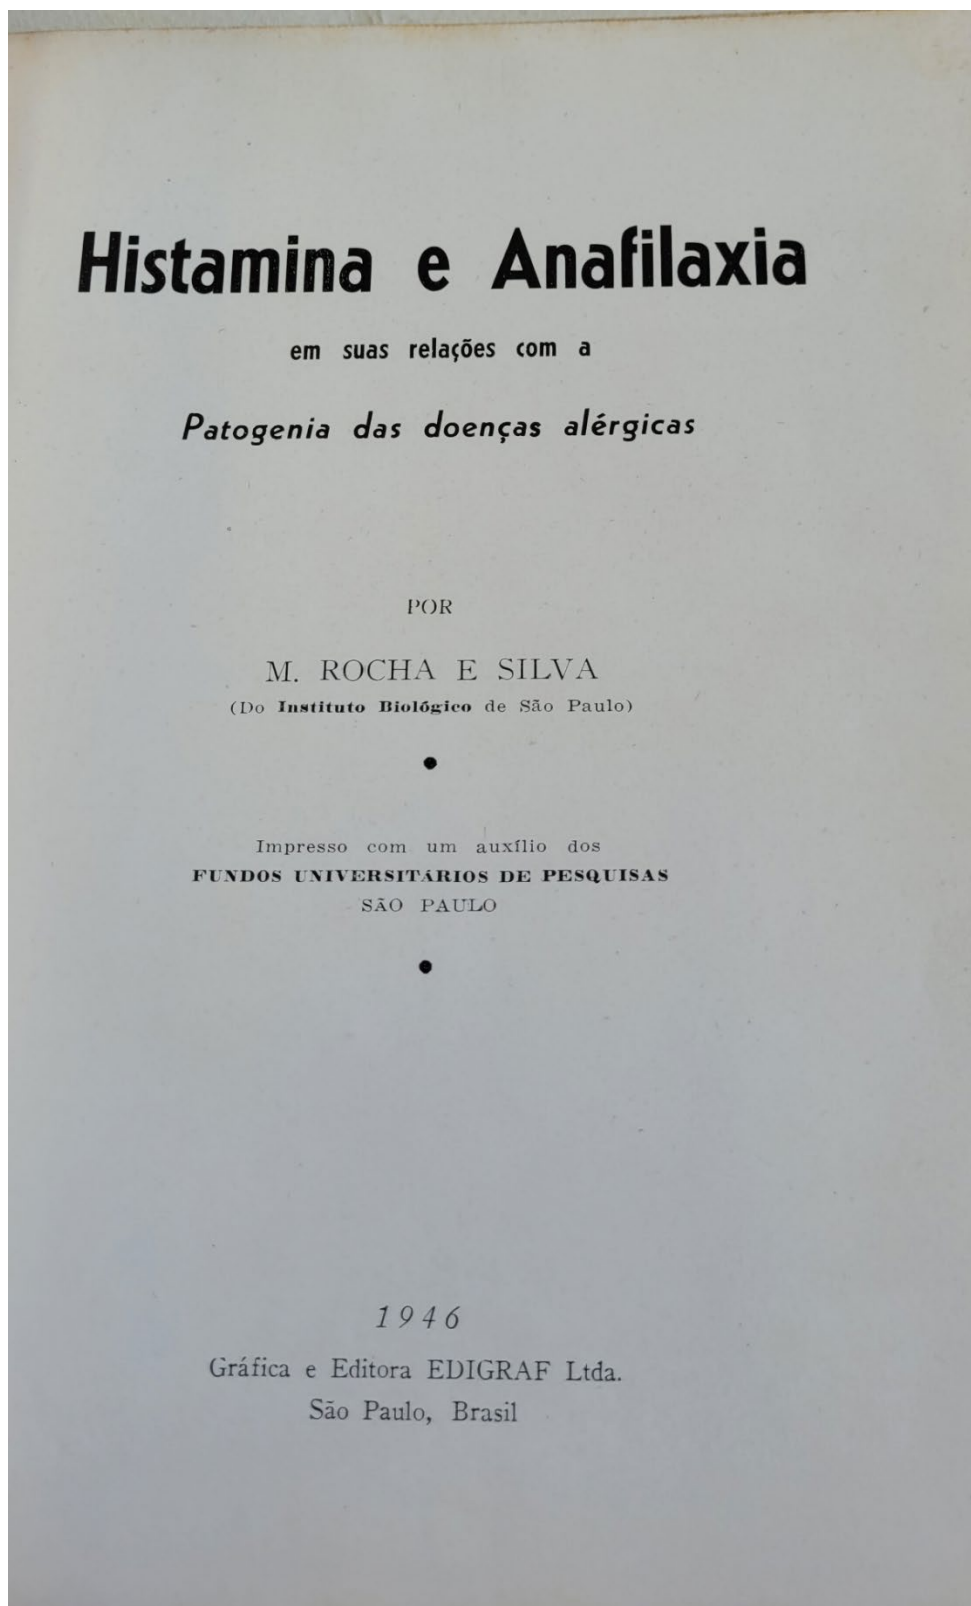 Histamina e Anafilaxia
em suas relações com a
Patogenia das doenças alérgicas
POR
M. ROCHA E SILVA
(Do Instituto Biológico de São Paulo)
Impresso com um auxílio dos
FUNDOS UNIVERSITÁRIOS DE PESQUISAS
SÃO PAULO
1946
Gráfica e Editora EDIGRAF Ltda.
São Paulo, Brasil